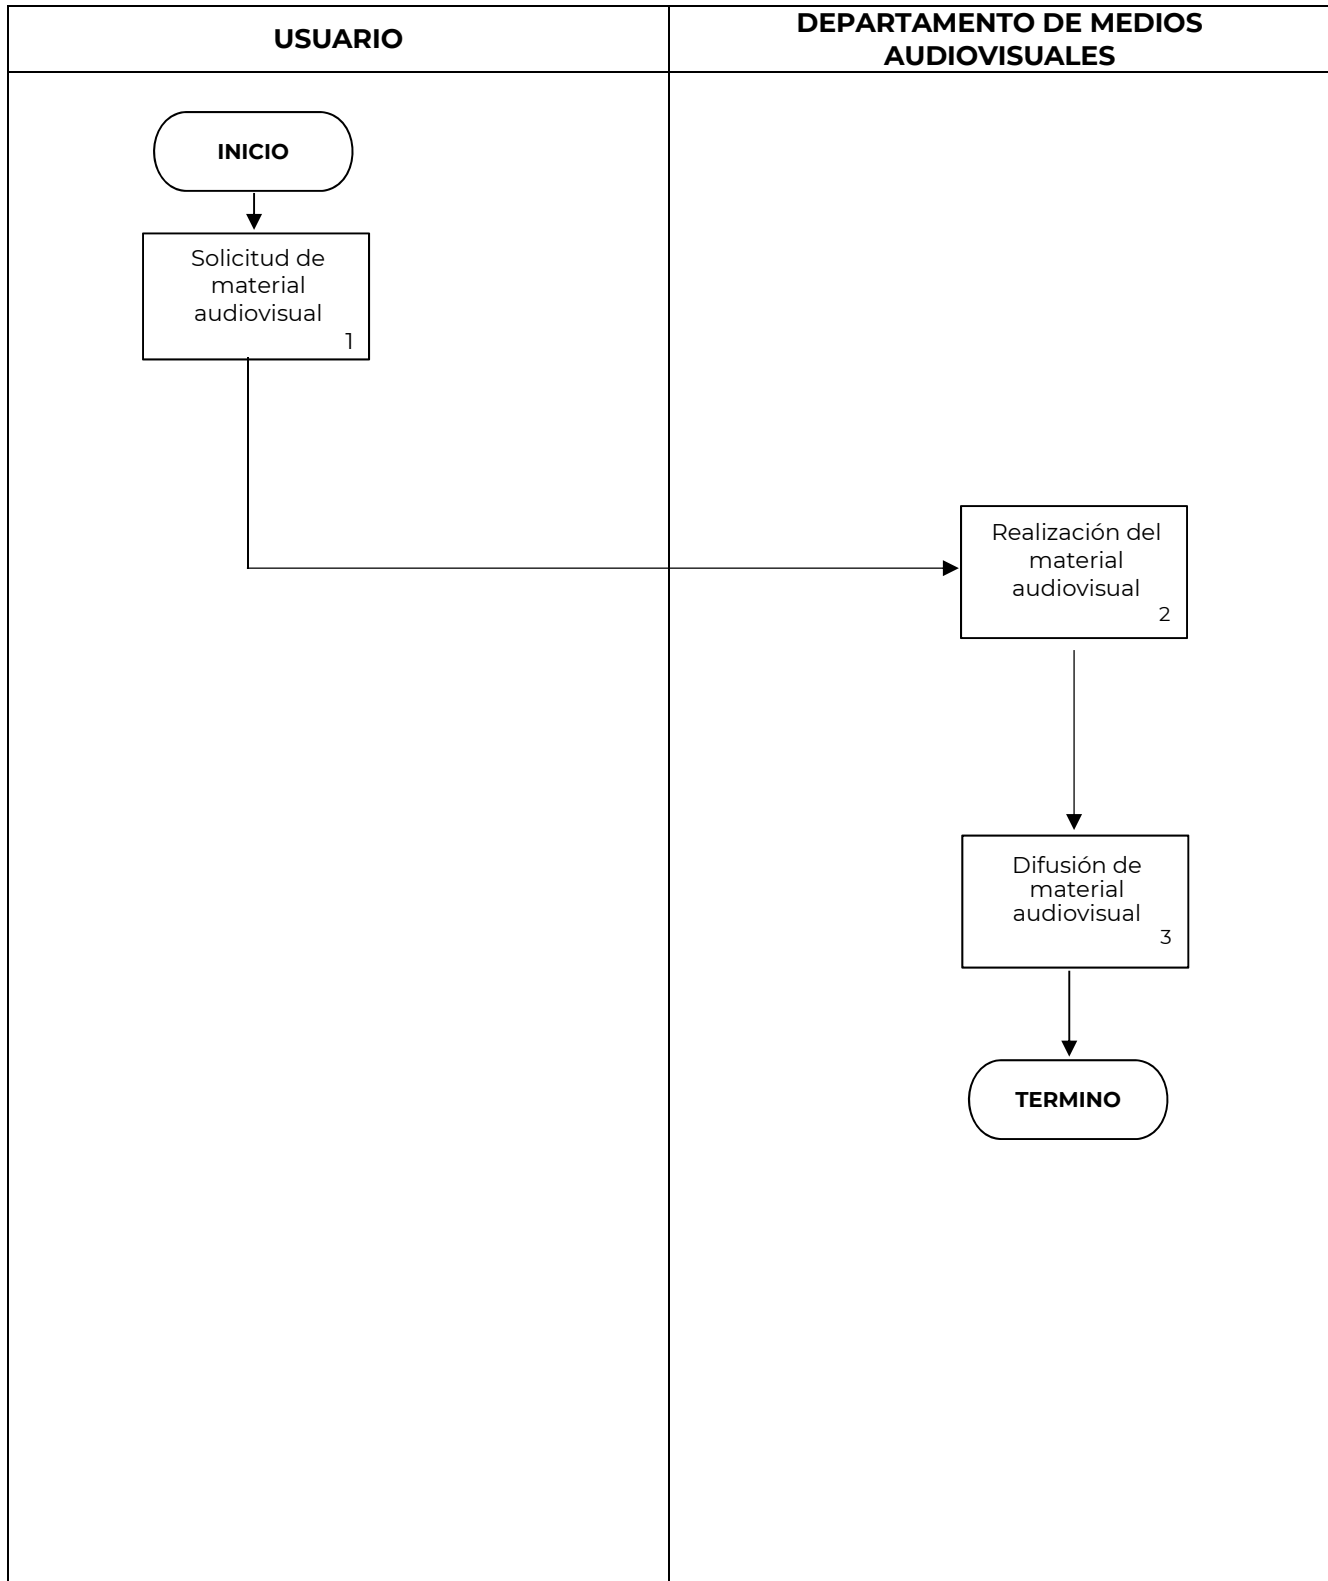 USUARIO
DEPARTAMENTO DE MEDIOS
AUDIOVISUALES
INICIO
Solicitud de
material
audiovisual
1
Realización del
material
audiovisual
2
Difusión de
material
audiovisual
3
TERMINO